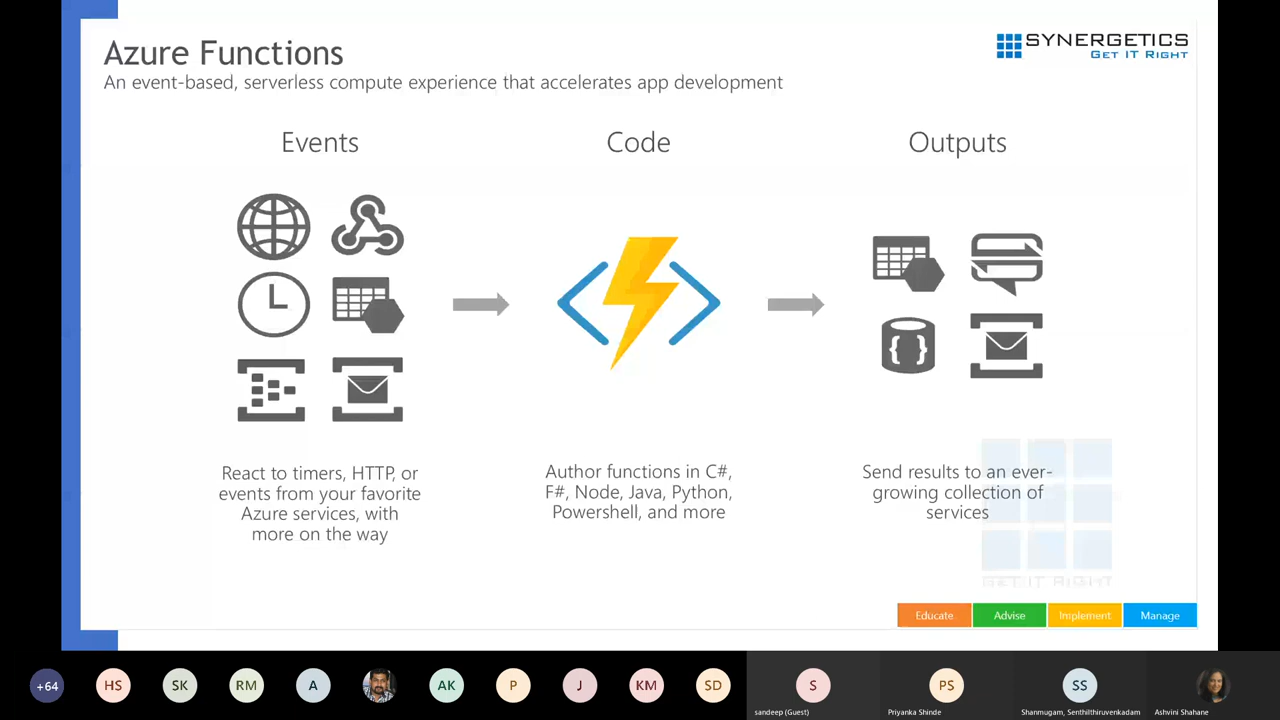 Azure Functions
An event-based, serverless compute experience that accelerates app development
SYNERGETICS
GET IT RIGHT
Events
Code
Outputs
React to timers, HTTP, or
events from your favorite
Azure services, with
more on the way
Author functions in C#,
F#, Node, Java, Python,
Powershell, and more
Send results to an ever-
growing collection of
services
GET IT RIGHT
Educate
Advise
Implement
Manage
+64
HS
SK
RM
A
AK
P
J
KM
SD
S
PS
SS
sandeep (Guest)
Priyanka Shinde
Shanmugam, Senthilthiruvenkadam
Ashvini Shahane